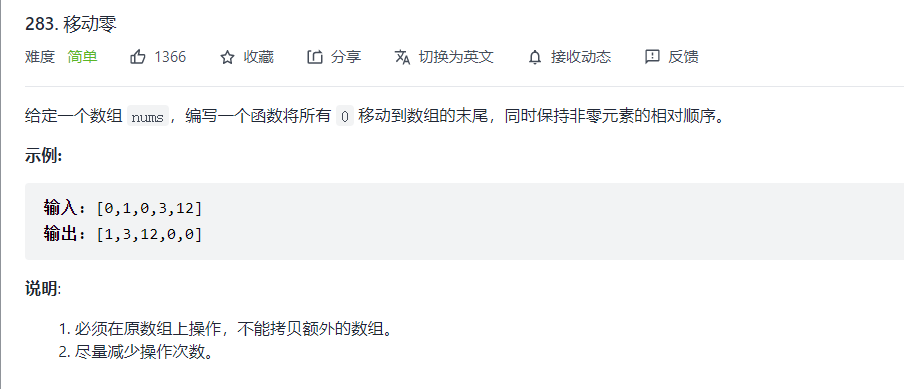 283. 移动零
难度 简单 1366 收藏 分享 切换为英文 接收动态 反馈
给定一个数组 nums，编写一个函数将所有 0 移动到数组的末尾，同时保持非零元素的相对顺序。
示例:
输入: [0,1,0,3,12]
输出: [1,3,12,0,0]
说明:
1. 必须在原数组上操作，不能拷贝额外的数组。
2. 尽量减少操作次数。